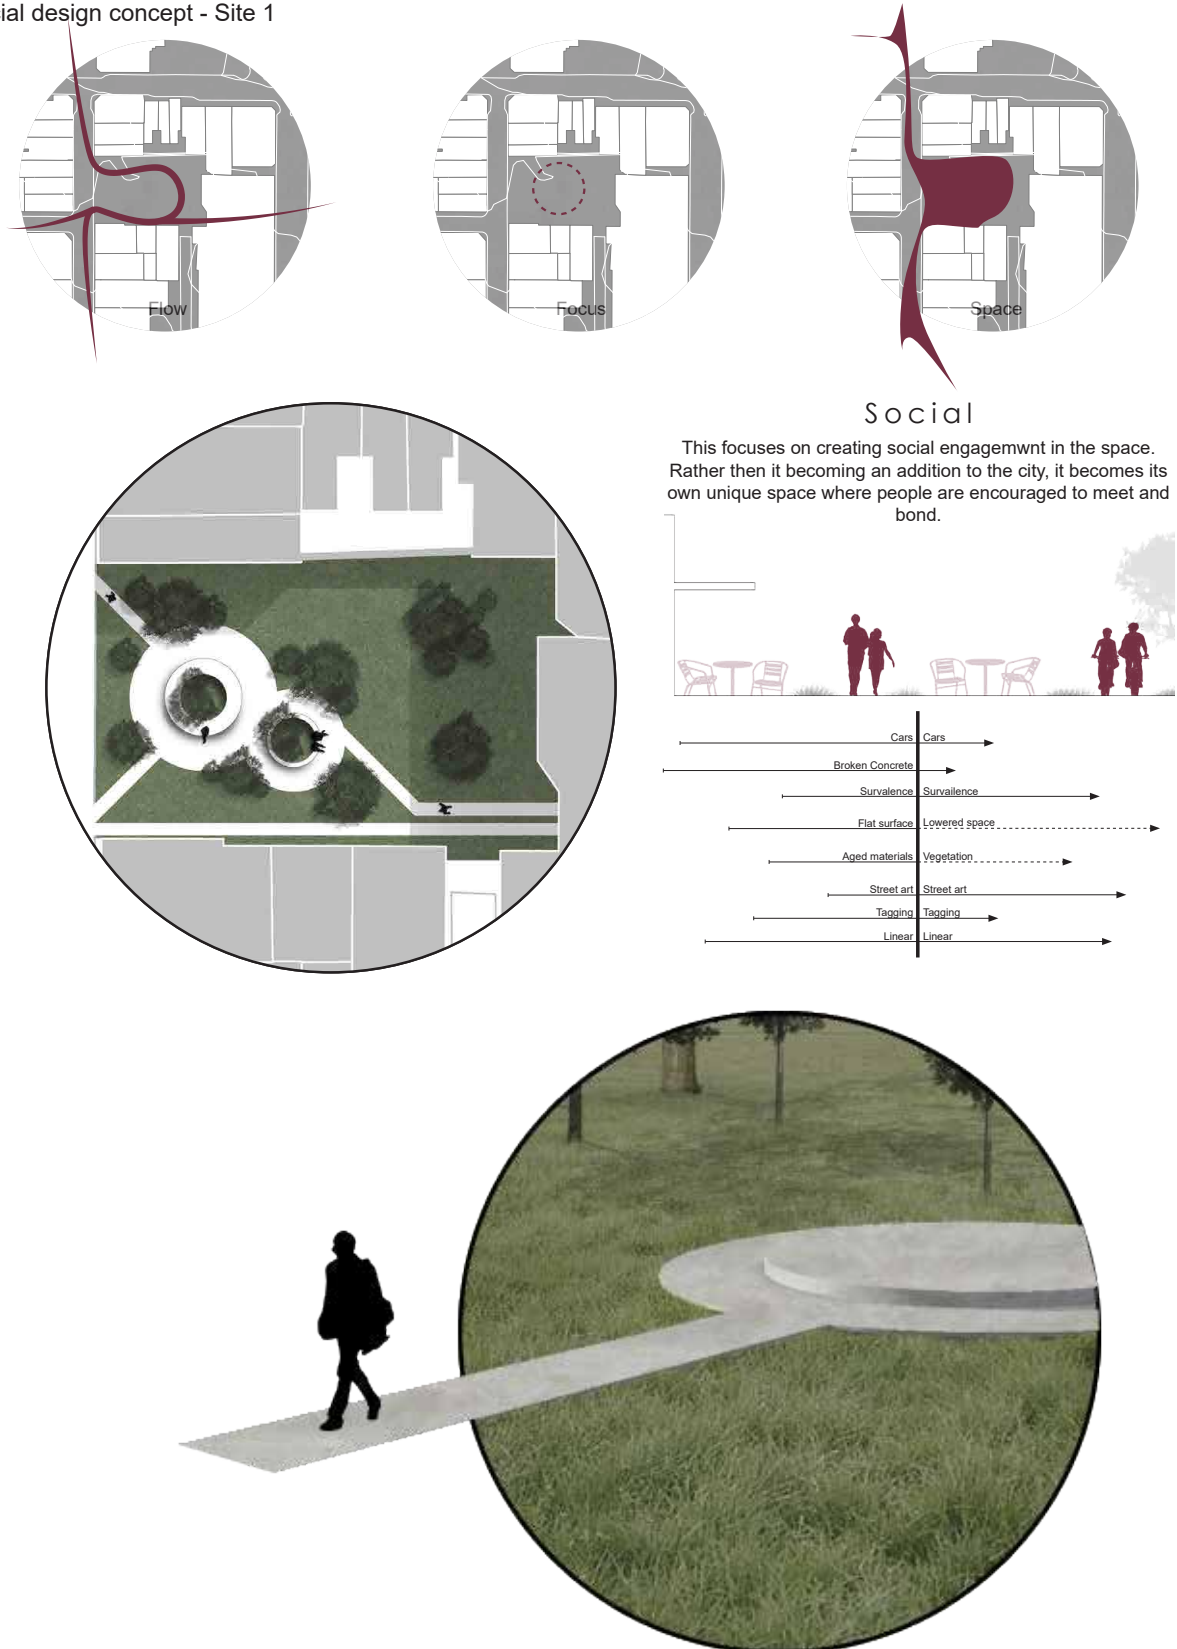 ial design concept - Site 1
Flow
Focus
Space
Social
This focuses on creating social engagemwnt in the space.
Rather then it becoming an addition to the city, it becomes its
own unique space where people are encouraged to meet and
bond.
Cars Cars
Broken Concrete
Survalence Survailence
Flat surface Lowered space
Aged materials Vegetation
Street art Street art
Tagging Tagging
Linear Linear